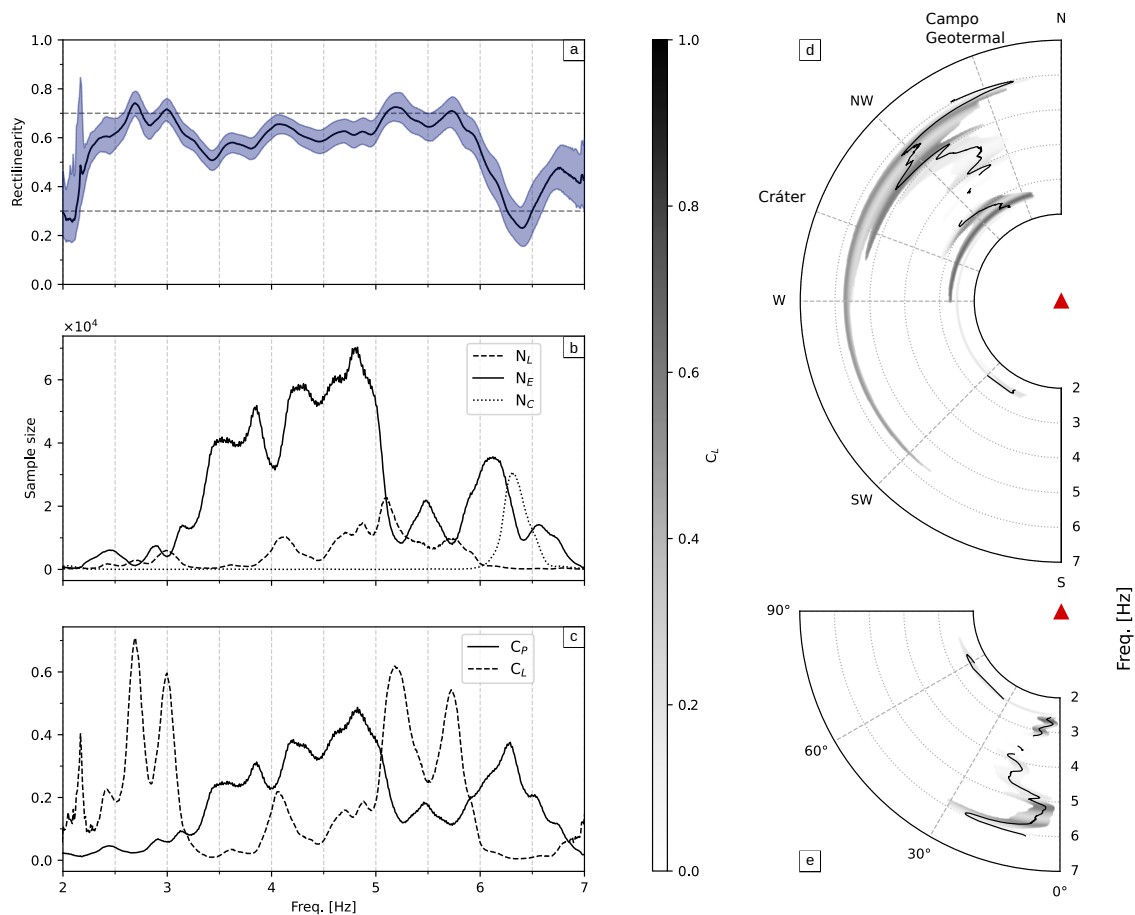 a
1.0
0.8
0.6
0.4
0.2
0.0
Rectilinearity
×10⁴
b
N_L
N_E
N_C
6
4
2
0
Sample size
c
C_P
C_L
0.6
0.4
0.2
0.0
2 3 4 5 6 7
Freq. [Hz]
1.0
0.8
0.6
0.4
0.2
0.0
C_L
d
Campo
Geotermal
N
NW
Cráter
W
SW
S
2
3
4
5
6
7
Freq. [Hz]
e
90°
60°
30°
0°
2
3
4
5
6
7